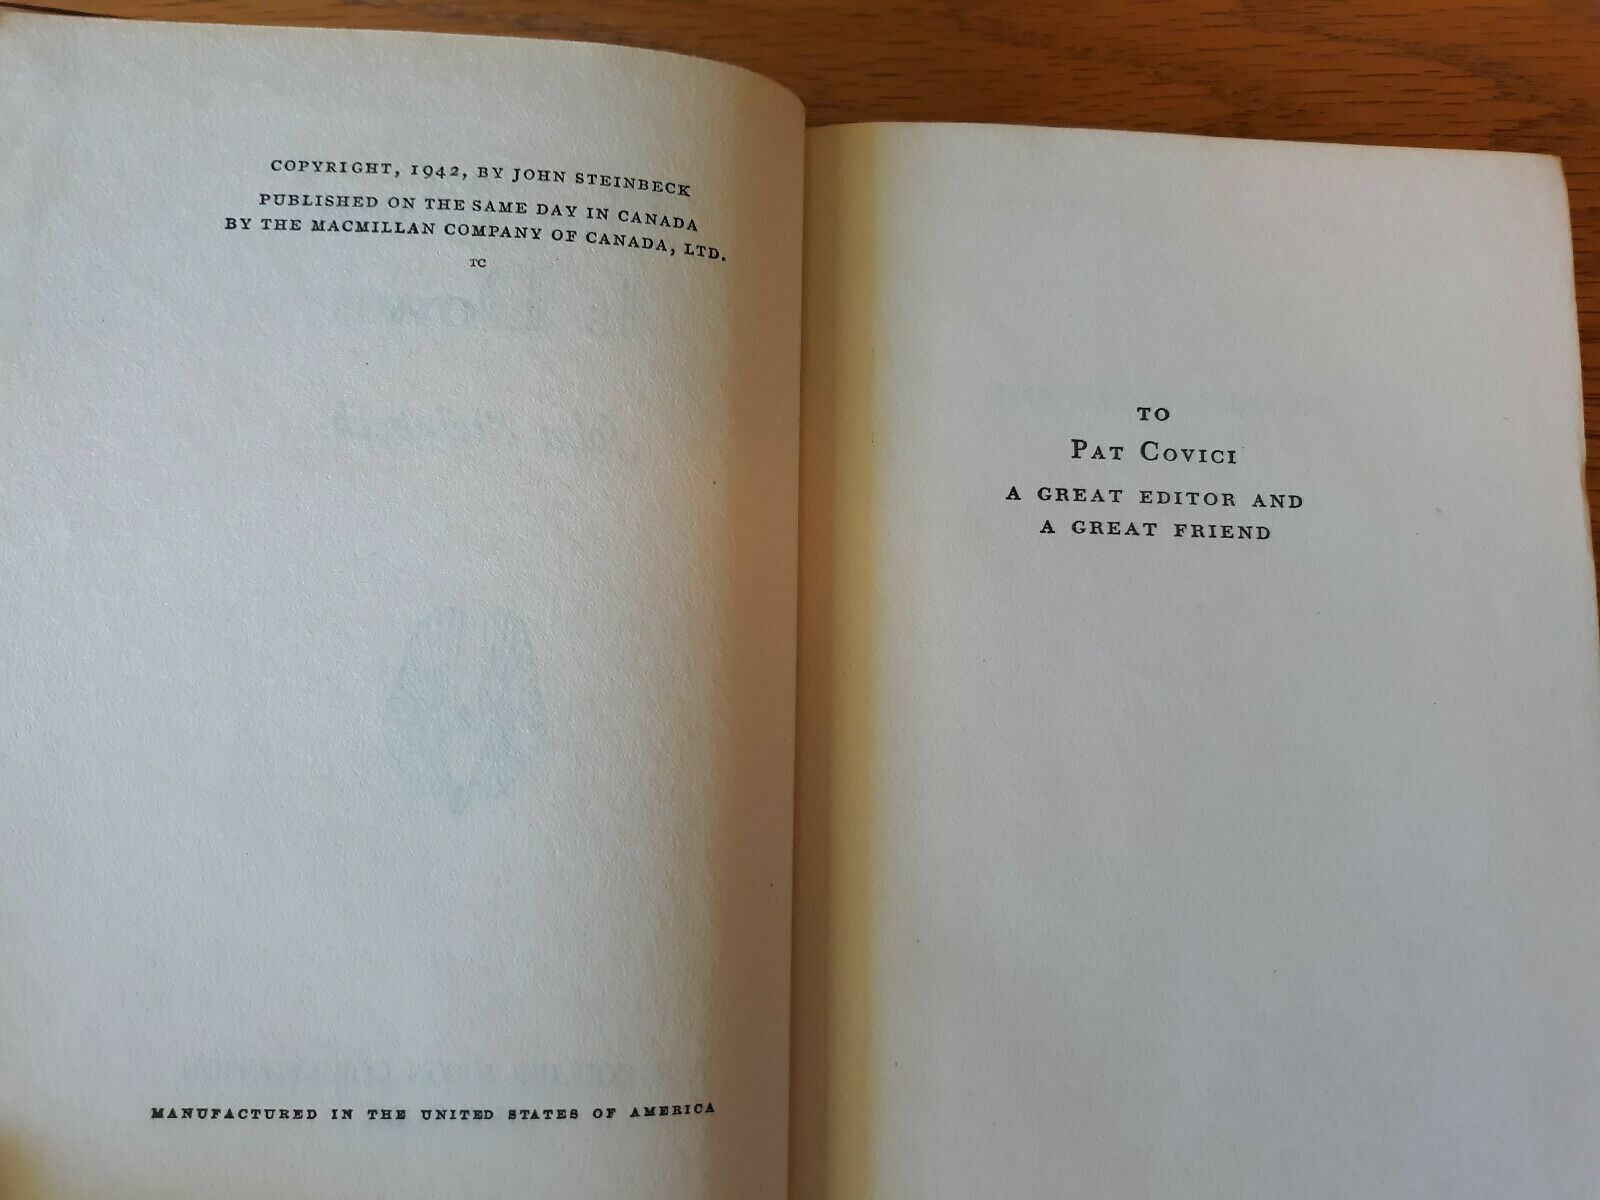 COPYRIGHT, 1942, BY JOHN STEINBECK
PUBLISHED ON THE SAME DAY IN CANADA
BY THE MACMILLAN COMPANY OF CANADA, LTD.
TC
MANUFACTURED IN THE UNITED STATES OF AMERICA
TO
PAT COVICI
A GREAT EDITOR AND
A GREAT FRIEND